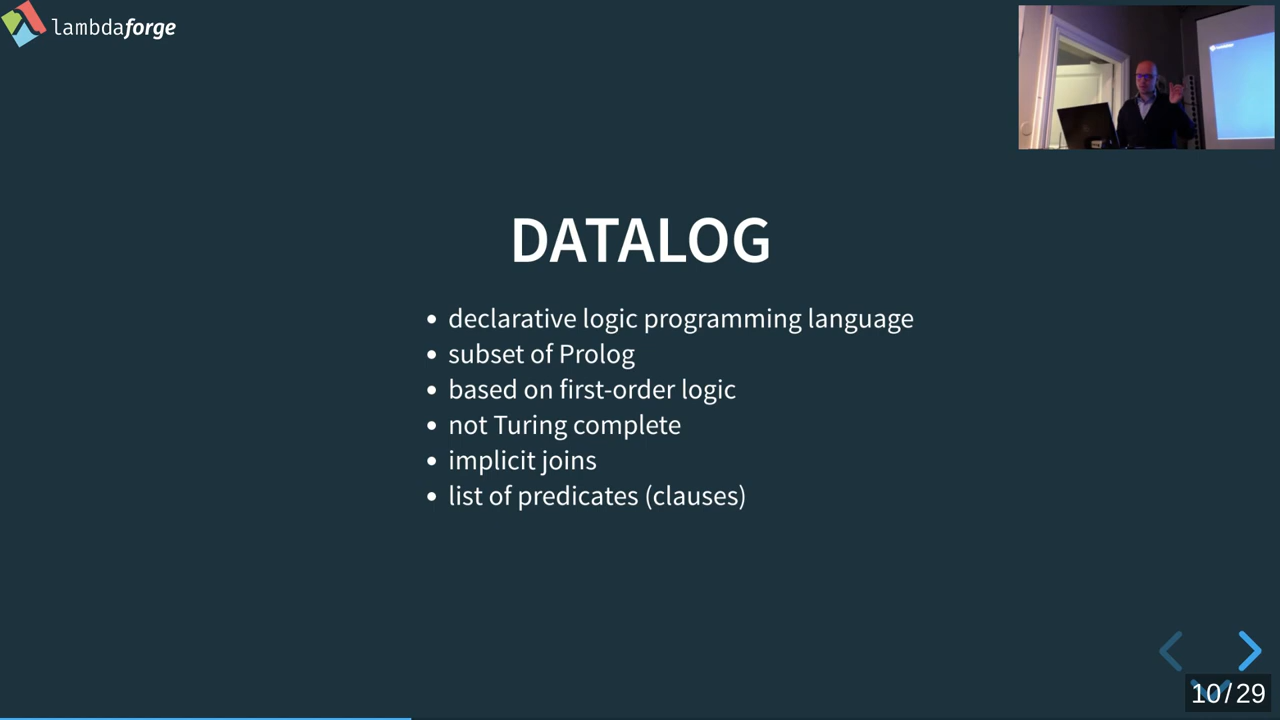 lambdaforge
DATALOG
declarative logic programming language
subset of Prolog
based on first-order logic
not Turing complete
implicit joins
list of predicates (clauses)
10/29